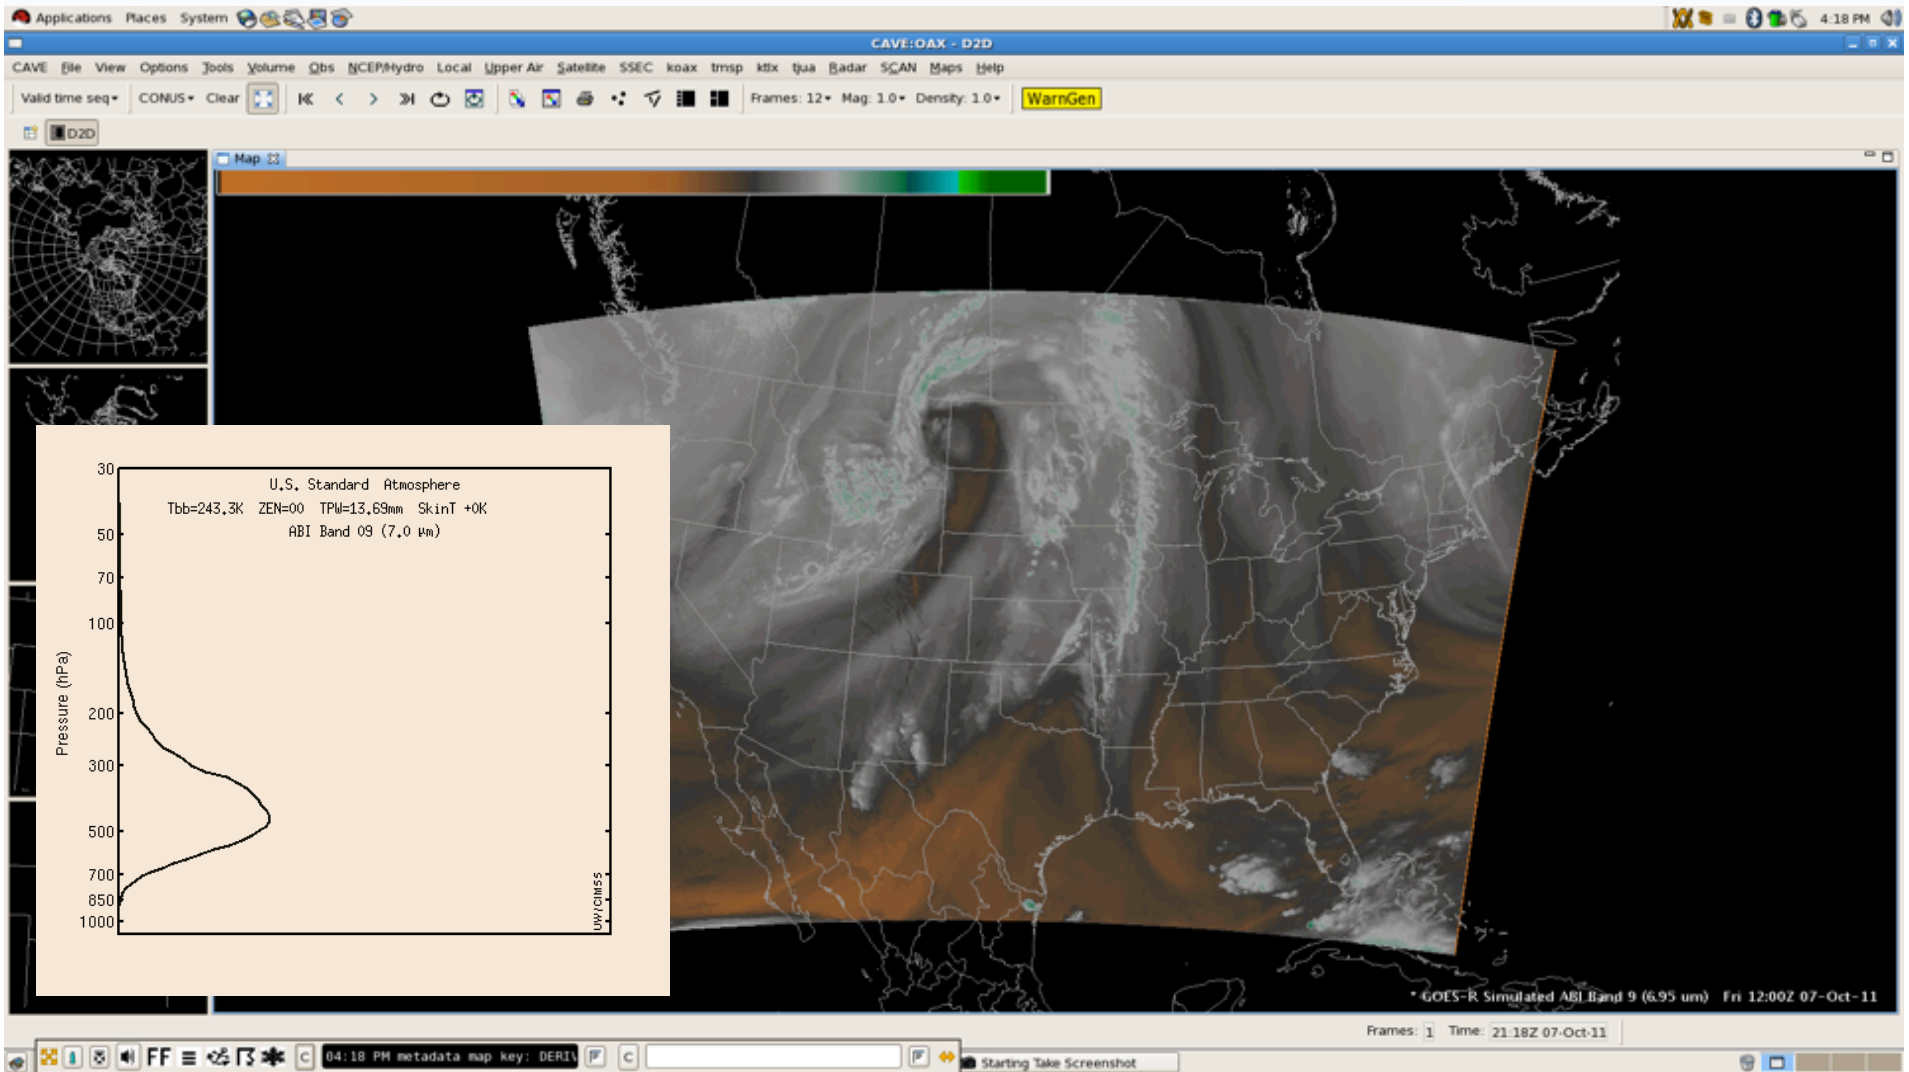 Applications Places System
4:18 PM
CAVE:OAX - D2D
CAVE File View Options Tools Volume Obs NCEP/Hydro Local Upper Air Satellite SSEC koax tmsp ktlx tjua Radar SCAN Maps Help
Valid time seq CONUS Clear Frames: 12 Mag: 1.0 Density: 1.0 WarnGen
D2D
Map
30
U.S. Standard Atmosphere
Tbb=243.3K ZEN=00 TPW=13.69mm SkinT +0K
ABI Band 09 (7.0 μm)
50
70
100
200
300
500
700
850
1000
Pressure (hPa)
UW/CIMSS
* GOES-R Simulated ABI Band 9 (6.95 um) Fri 12:00Z 07-Oct-11
Frames: 1 Time: 21:18Z 07-Oct-11
FF C 04:18 PM metadata map key: DERIV F C F
Starting Take Screenshot